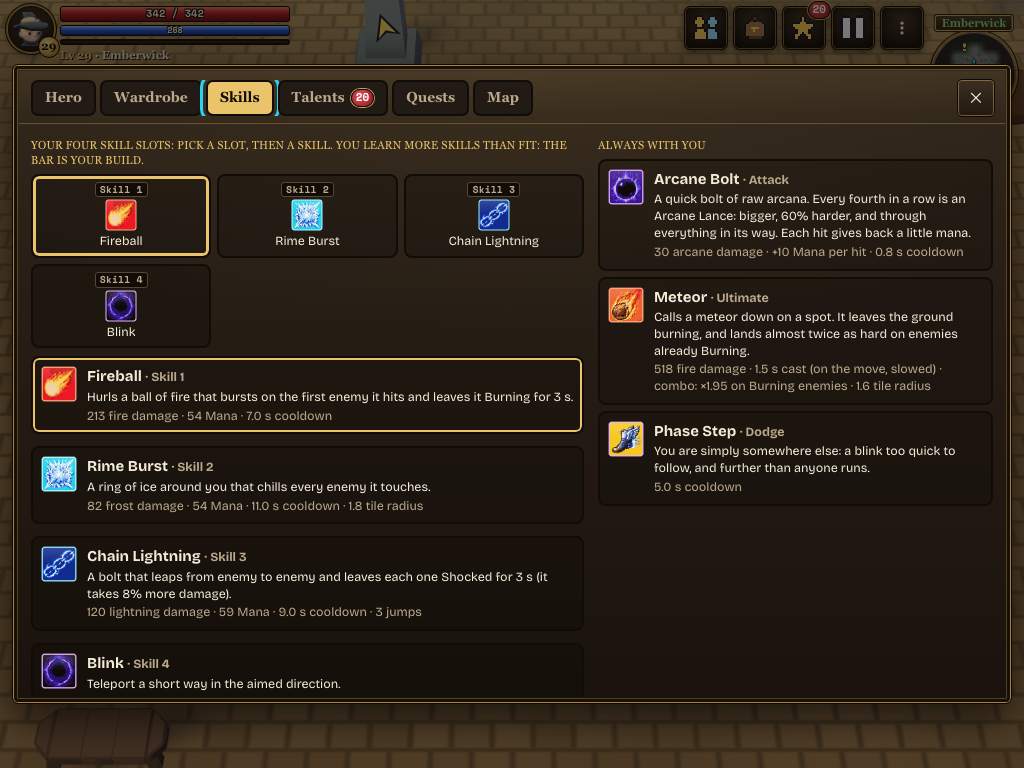 342 / 342
268
29
Lv 29 · Emberwick
20
Emberwick
Hero
Wardrobe
Skills
Talents 20
Quests
Map
YOUR FOUR SKILL SLOTS: PICK A SLOT, THEN A SKILL. YOU LEARN MORE SKILLS THAN FIT: THE
BAR IS YOUR BUILD.
Skill 1
Fireball
Skill 2
Rime Burst
Skill 3
Chain Lightning
Skill 4
Blink
Fireball · Skill 1
Hurls a ball of fire that bursts on the first enemy it hits and leaves it Burning for 3 s.
213 fire damage · 54 Mana · 7.0 s cooldown
Rime Burst · Skill 2
A ring of ice around you that chills every enemy it touches.
82 frost damage · 54 Mana · 11.0 s cooldown · 1.8 tile radius
Chain Lightning · Skill 3
A bolt that leaps from enemy to enemy and leaves each one Shocked for 3 s (it
takes 8% more damage).
120 lightning damage · 59 Mana · 9.0 s cooldown · 3 jumps
Blink · Skill 4
Teleport a short way in the aimed direction.
ALWAYS WITH YOU
Arcane Bolt · Attack
A quick bolt of raw arcana. Every fourth in a row is an
Arcane Lance: bigger, 60% harder, and through
everything in its way. Each hit gives back a little mana.
30 arcane damage · +10 Mana per hit · 0.8 s cooldown
Meteor · Ultimate
Calls a meteor down on a spot. It leaves the ground
burning, and lands almost twice as hard on enemies
already Burning.
518 fire damage · 1.5 s cast (on the move, slowed) ·
combo: ×1.95 on Burning enemies · 1.6 tile radius
Phase Step · Dodge
You are simply somewhere else: a blink too quick to
follow, and further than anyone runs.
5.0 s cooldown